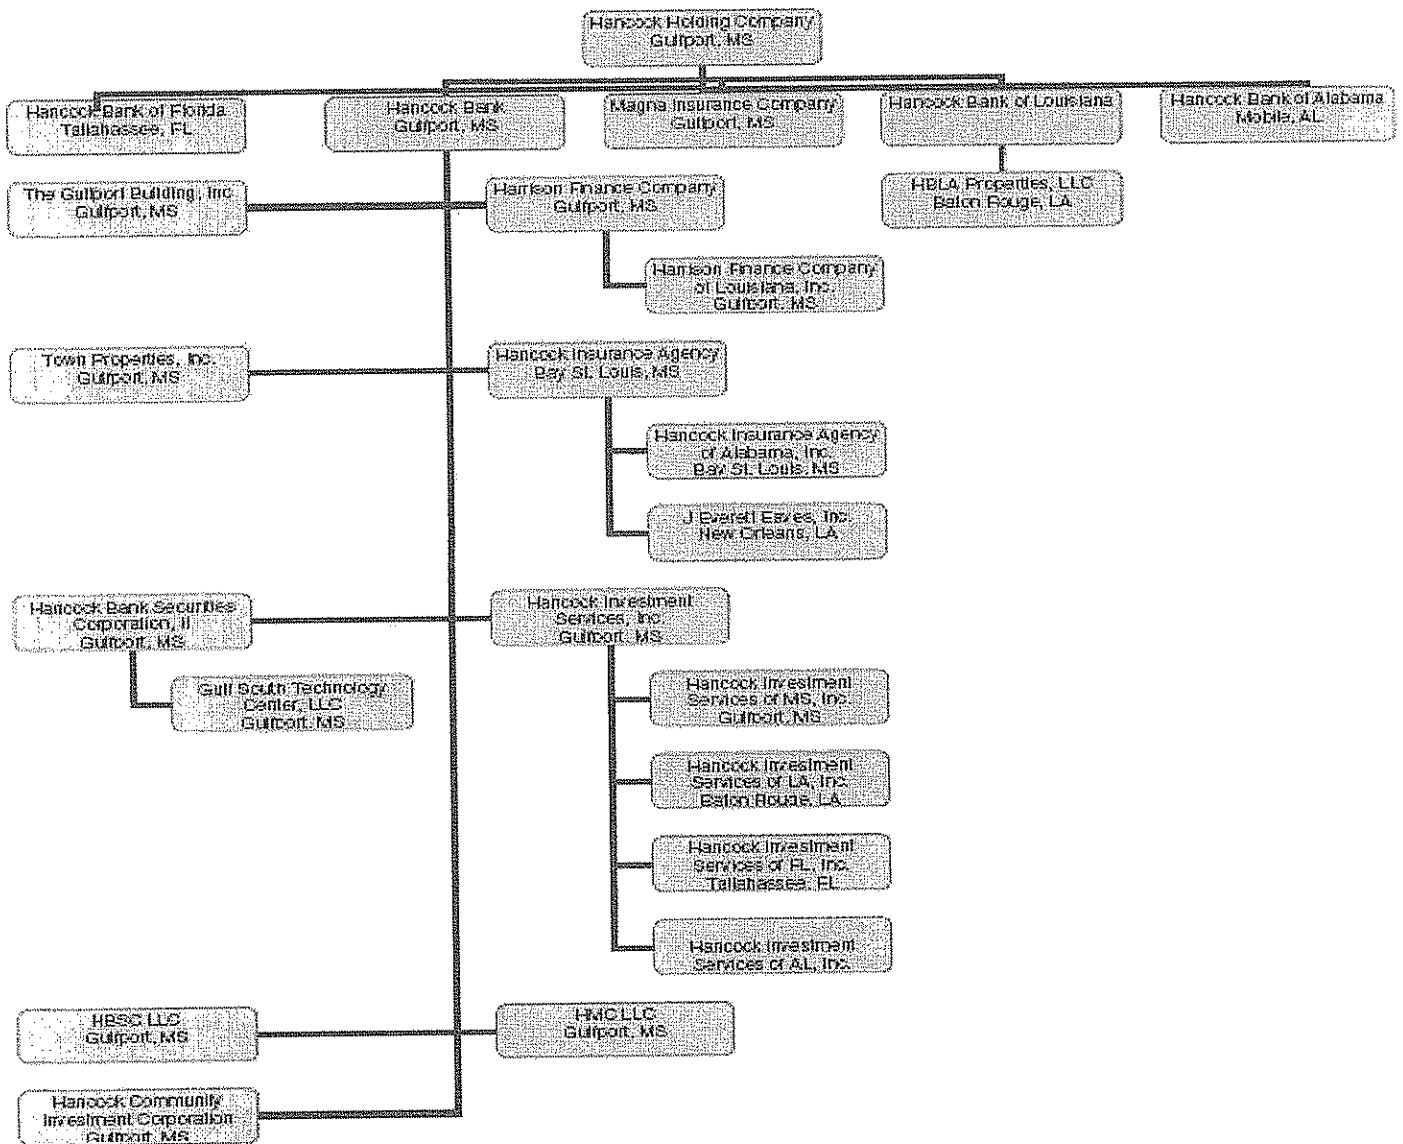 Hancock Holding Company
Gulfport, MS
Hancock Bank of Florida
Tallahassee, FL
Hancock Bank
Gulfport, MS
Magna Insurance Company
Gulfport, MS
Hancock Bank of Louisiana
Hancock Bank of Alabama
Mobile, AL
The Gulfport Building, Inc
Gulfport, MS
Harrison Finance Company
Gulfport, MS
HBLA Properties, LLC
Baton Rouge, LA
Harrison Finance Company
of Louisiana, Inc.
Gulfport, MS
Town Properties, Inc.
Gulfport, MS
Hancock Insurance Agency
Bay St. Louis, MS
Hancock Insurance Agency
of Alabama, Inc.
Bay St. Louis, MS
J Everett Eaves, Inc.
New Orleans, LA
Hancock Bank Securities
Corporation, II
Gulfport, MS
Hancock Investment
Services, Inc.
Gulfport, MS
Gulf South Technology
Center, LLC
Gulfport, MS
Hancock Investment
Services of MS, Inc.
Gulfport, MS
Hancock Investment
Services of LA, Inc.
Baton Rouge, LA
Hancock Investment
Services of FL, Inc.
Tallahassee, FL
Hancock Investment
Services of AL, Inc.
HBSC LLC
Gulfport, MS
HMC LLC
Gulfport, MS
Hancock Community
Investment Corporation
Gulfport, MS